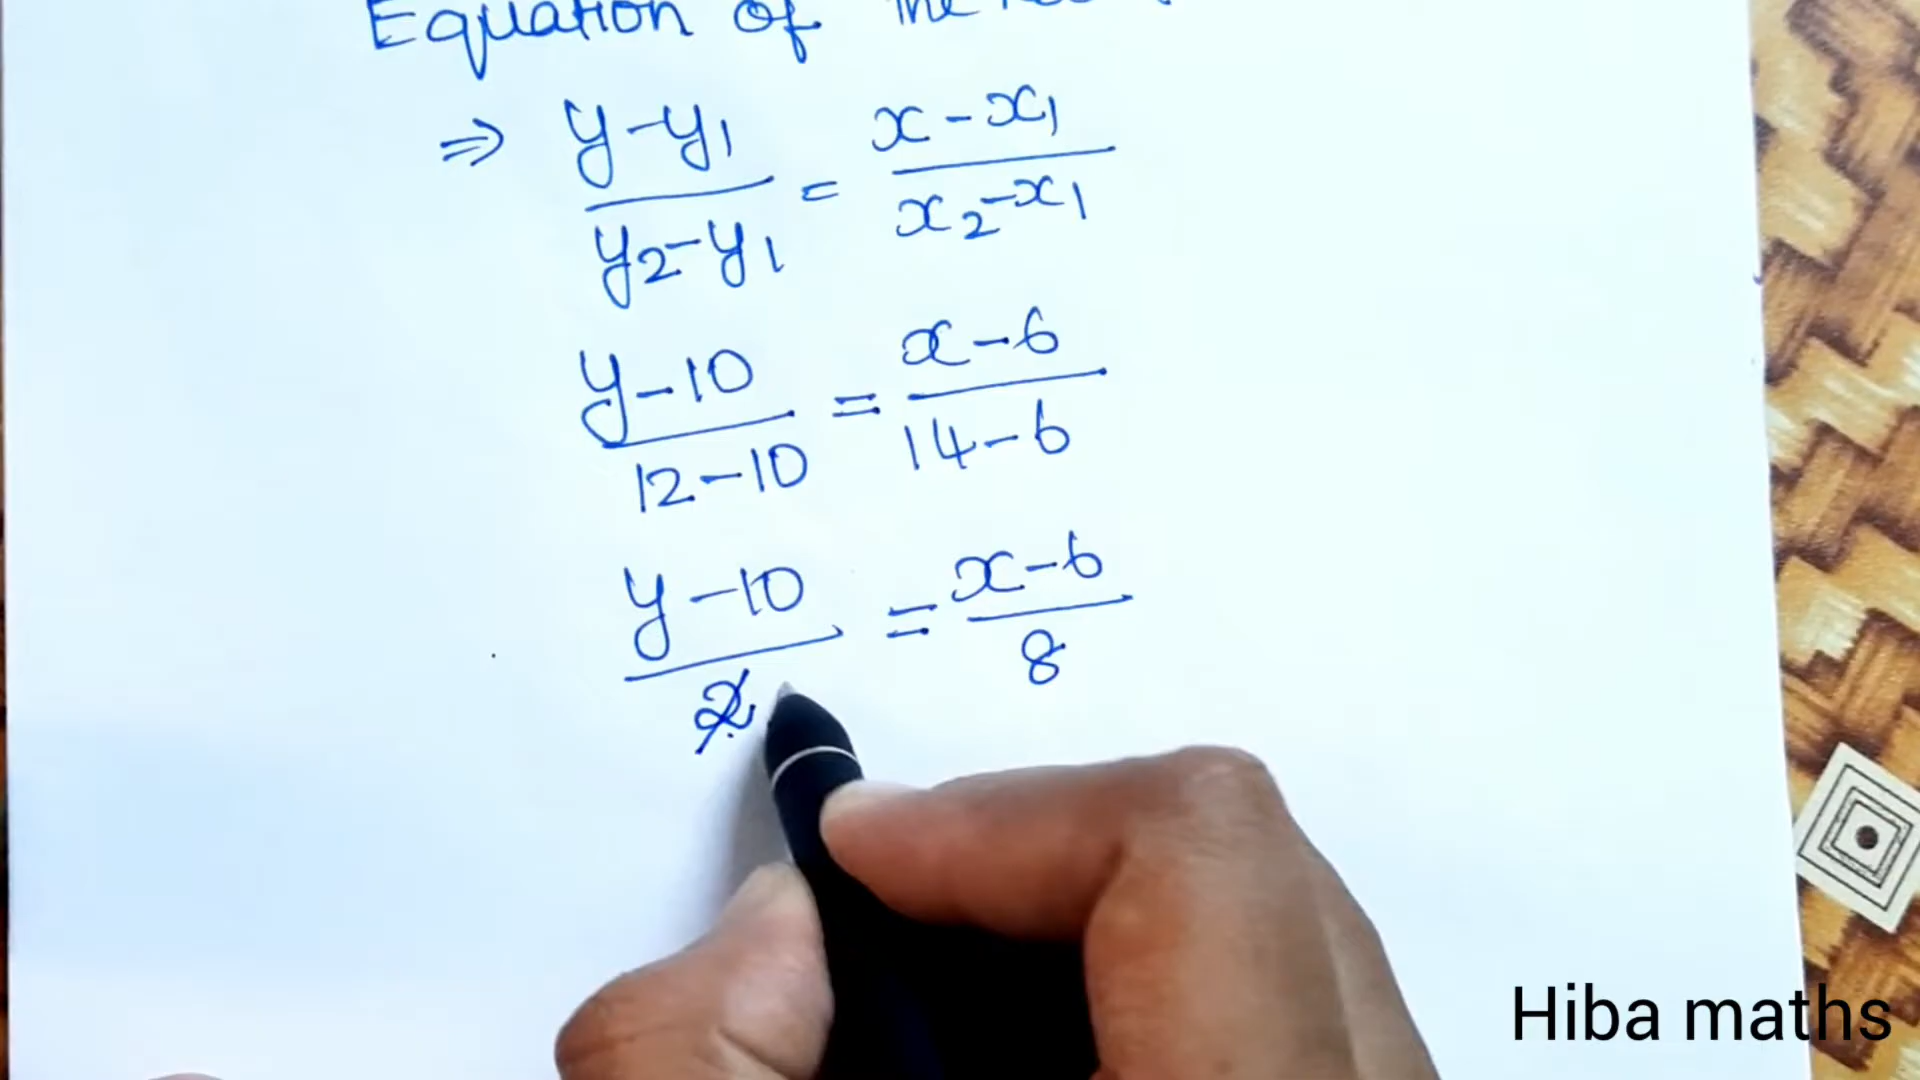 Equation of the
⇒ y-y₁/y₂-y₁ = x-x₁/x₂-x₁
y-10/12-10 = x-6/14-6
y-10/2 = x-6/8
Hiba maths